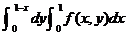 ∫₀^{1-x} dy ∫₀^1 f(x, y)dx